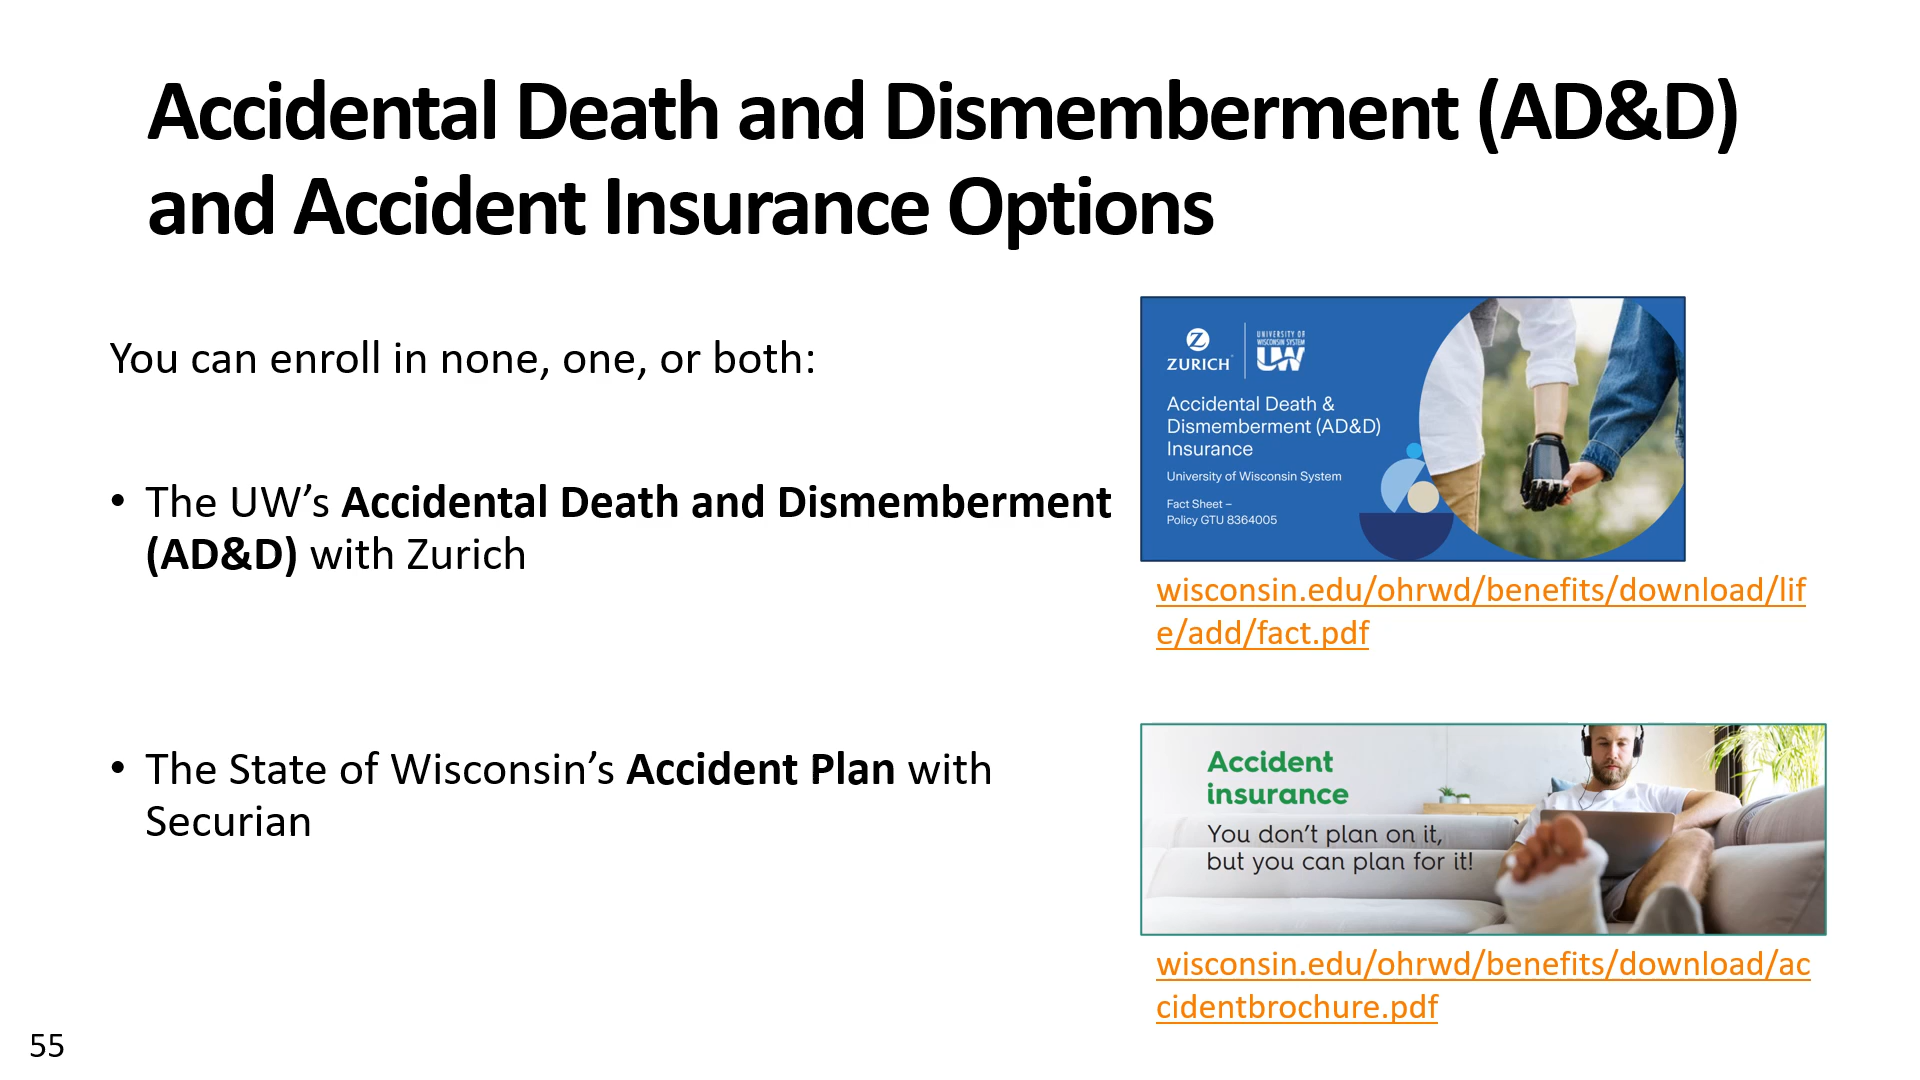 Accidental Death and Dismemberment (AD&D)
and Accident Insurance Options
You can enroll in none, one, or both:
• The UW’s Accidental Death and Dismemberment
(AD&D) with Zurich
ZURICH
UNIVERSITY OF
WISCONSIN SYSTEM
UW
Accidental Death &
Dismemberment (AD&D)
Insurance
University of Wisconsin System
Fact Sheet –
Policy GTU 8364005
wisconsin.edu/ohrwd/benefits/download/lif
e/add/fact.pdf
• The State of Wisconsin’s Accident Plan with
Securian
Accident
insurance
You don’t plan on it,
but you can plan for it!
wisconsin.edu/ohrwd/benefits/download/ac
cidentbrochure.pdf
55